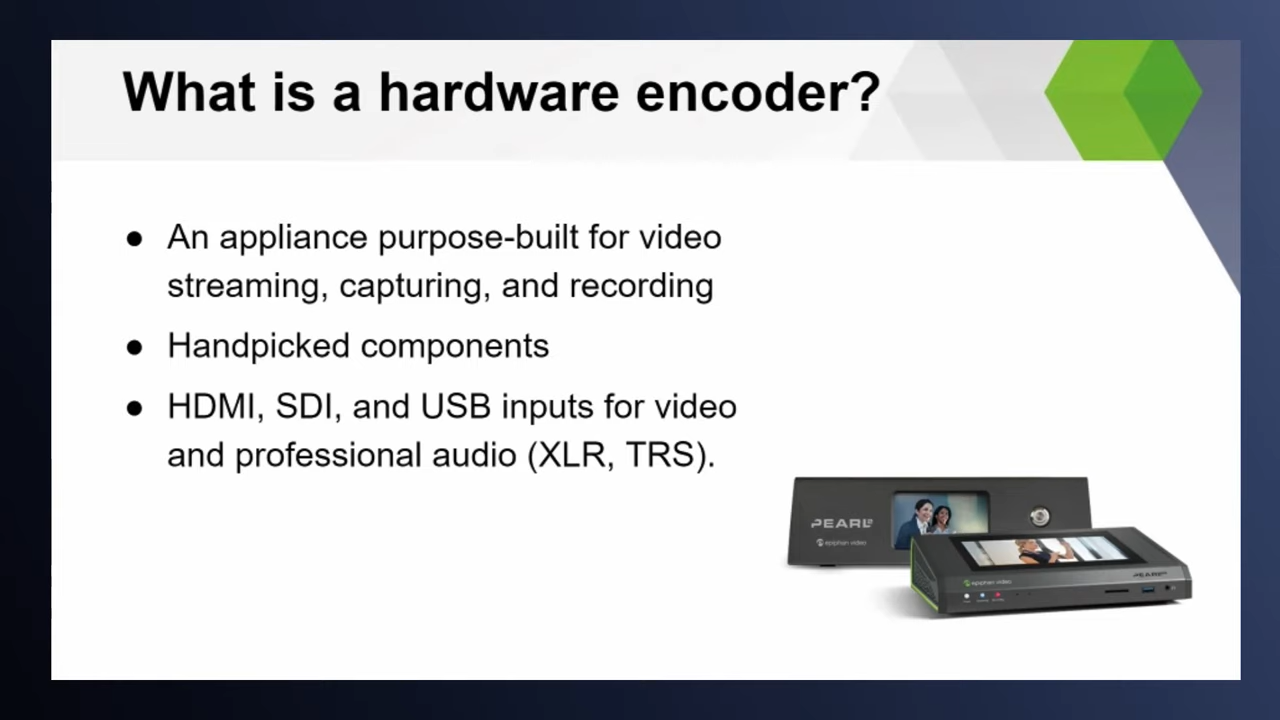 What is a hardware encoder?
● An appliance purpose-built for video
streaming, capturing, and recording
● Handpicked components
● HDMI, SDI, and USB inputs for video
and professional audio (XLR, TRS).
PEARL
epiphan video
epiphan video
PEARL